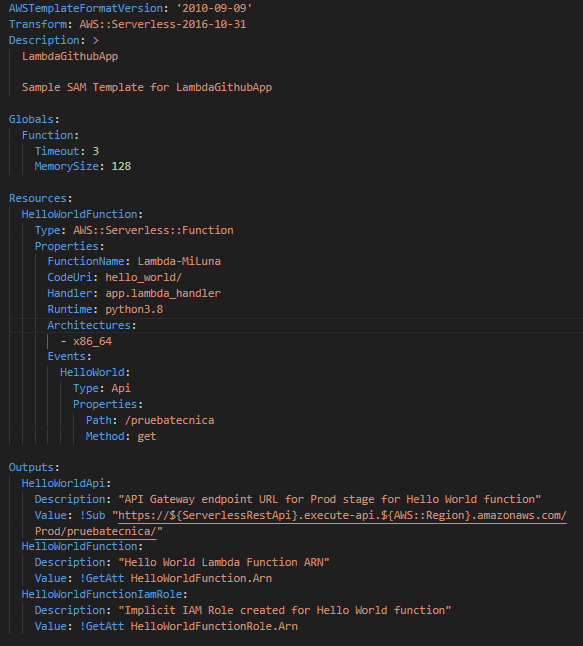 AWSTemplateFormatVersion: '2010-09-09'
Transform: AWS::Serverless-2016-10-31
Description: >
  LambdaGithubApp

  Sample SAM Template for LambdaGithubApp

Globals:
  Function:
    Timeout: 3
    MemorySize: 128

Resources:
  HelloWorldFunction:
    Type: AWS::Serverless::Function
    Properties:
      FunctionName: Lambda-MiLuna
      CodeUri: hello_world/
      Handler: app.lambda_handler
      Runtime: python3.8
      Architectures:
        - x86_64
      Events:
        HelloWorld:
          Type: Api
          Properties:
            Path: /pruebatecnica
            Method: get

Outputs:
  HelloWorldApi:
    Description: "API Gateway endpoint URL for Prod stage for Hello World function"
    Value: !Sub "https://${ServerlessRestApi}.execute-api.${AWS::Region}.amazonaws.com/
    Prod/pruebatecnica/"
  HelloWorldFunction:
    Description: "Hello World Lambda Function ARN"
    Value: !GetAtt HelloWorldFunction.Arn
  HelloWorldFunctionIamRole:
    Description: "Implicit IAM Role created for Hello World function"
    Value: !GetAtt HelloWorldFunctionRole.Arn